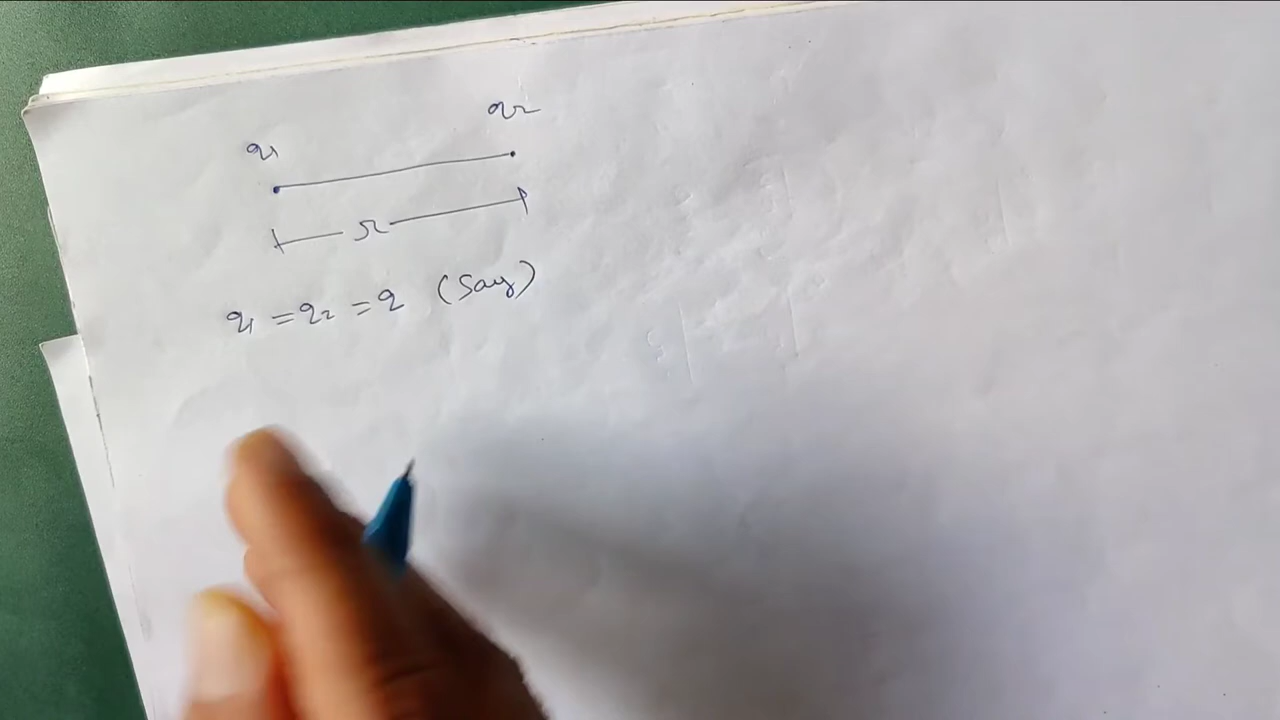 q₂
q₁
r
q₁ = q₂ = q (Say)